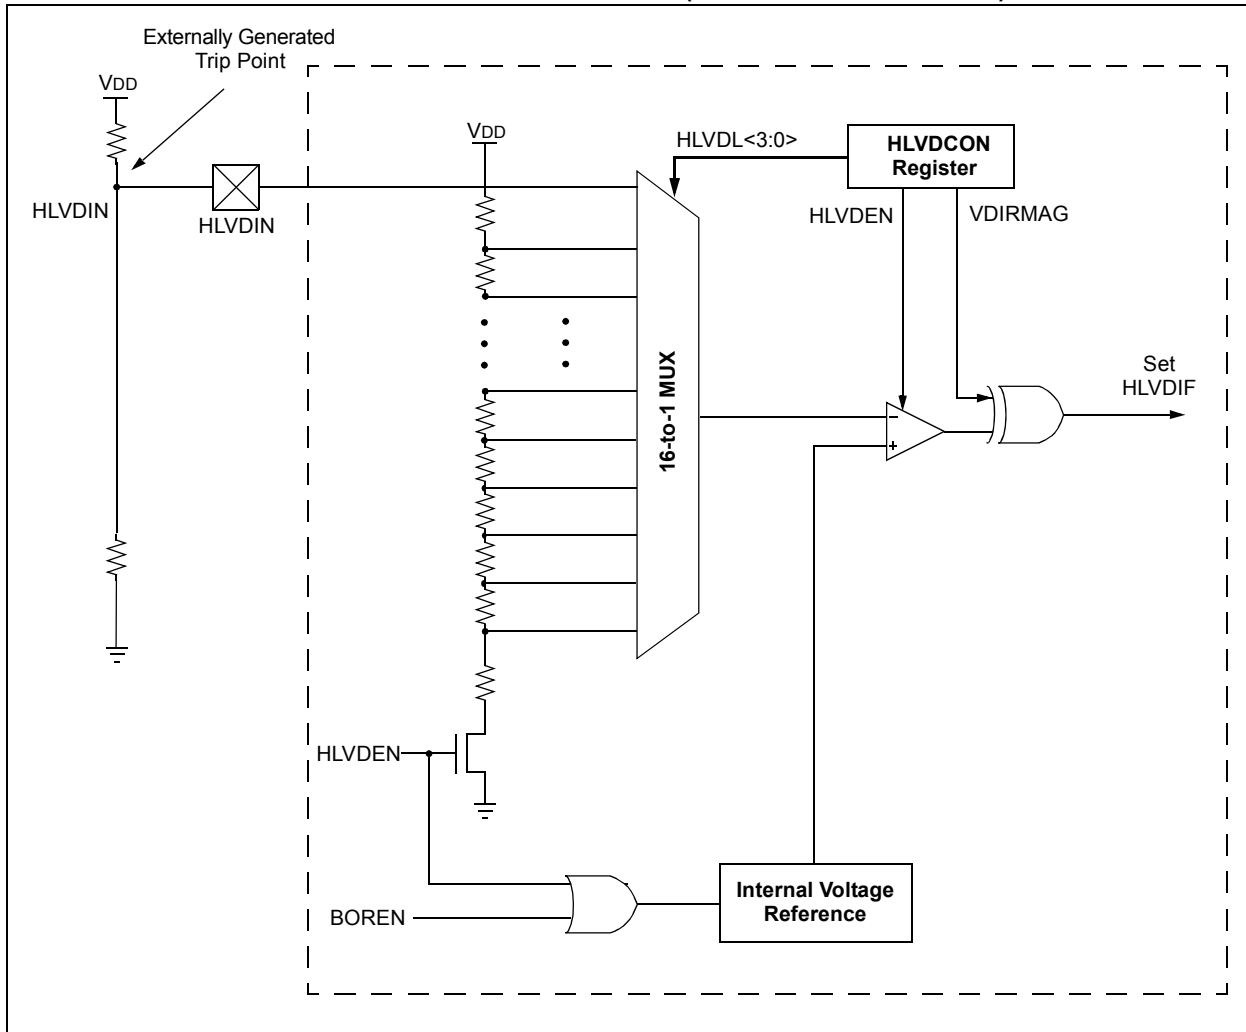 Externally Generated
Trip Point
VDD
HLVDIN
HLVDIN
VDD
HLVDL<3:0>
HLVDCON
Register
HLVDEN
VDIRMAG
16-to-1 MUX
Set
HLVDIF
HLVDEN
BOREN
Internal Voltage
Reference